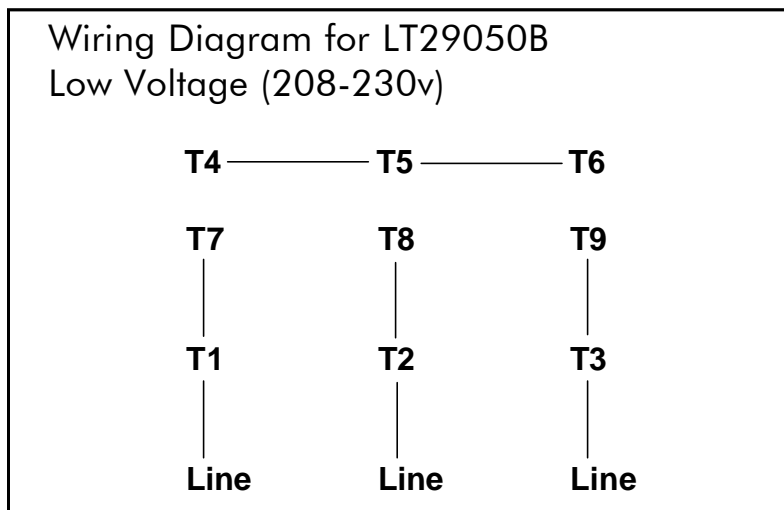 Wiring Diagram for LT29050B
Low Voltage (208-230v)
T4 T5 T6
T7 T8 T9
T1 T2 T3
Line Line Line